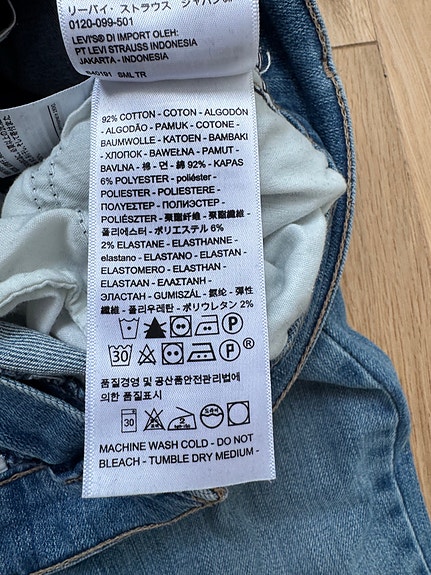 リーバイ・ストラウス ジャパン㈱
0120-099-501
LEVI'S® DI IMPORT OLEH:
PT LEVI STRAUSS INDONESIA
JAKARTA - INDONESIA
SML TR
92% COTTON - COTON - ALGODÓN
- ALGODÃO - PAMUK - COTONE -
BAUMWOLLE - KATOEN - BAMBAKI
- ХЛОПОК - BAWEŁNA - PAMUT -
BAVLNA - 棉 - 면 - 綿 92% - KAPAS
6% POLYESTER - poliéster -
POLIESTER - POLIESTERE -
ПОЛУЕΣТЕР - ПОЛИЭСТЕР -
POLIÉSZTER - 聚酯纤维 - 聚酯纖維 -
폴리에스터 - ポリエステル 6%
2% ELASTANE - ELASTHANNE -
elastano - ELASTANO - ELASTAN -
ELASTOMERO - ELASTHAN -
ELASTAAN - ΕΛΑΣΤΑΝΗ -
ЭЛАСТАН - GUMISZÁL - 氨纶 - 彈性
纖維 - 폴리우레탄 - ポリウレタン 2%
P
30 P ®
품질경영 및 공산품안전관리법에
의한 품질표시
30
MACHINE WASH COLD - DO NOT
BLEACH - TUMBLE DRY MEDIUM -